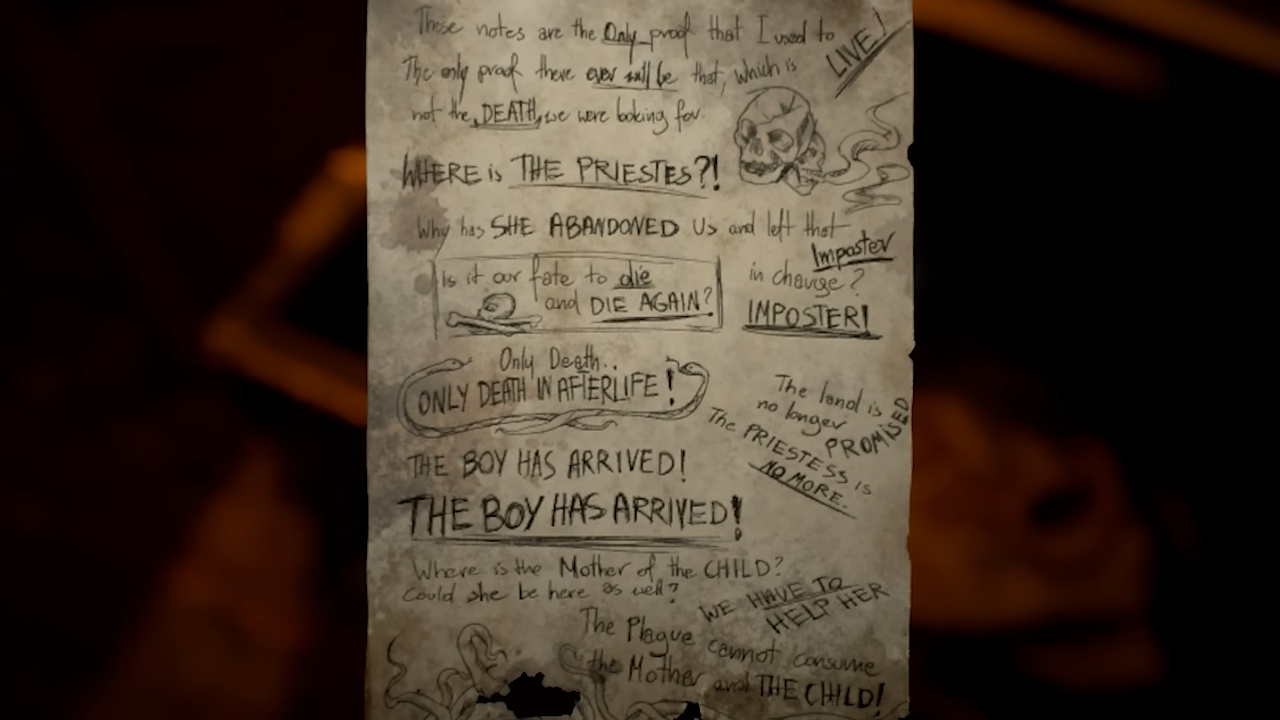 These notes are the Only proof that I used to LIVE!
The only proof there ever will be that, which is
not the DEATH, we were looking for.
WHERE is THE PRIESTES?!
Why has SHE ABANDONED Us and left that
Imposter
in charge?
IMPOSTER!
Is it our fate to die
and DIE AGAIN?
Only Death..
ONLY DEATH IN AFTERLIFE!
The land is
no longer
PROMISED
The PRIESTESS is
NO MORE.
THE BOY HAS ARRIVED!
THE BOY HAS ARRIVED!
Where is the Mother of the CHILD?
Could she be here as well?
WE HAVE TO
HELP HER
The Plague cannot consume
the Mother and THE CHILD!